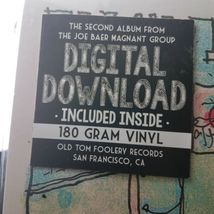 THE SECOND ALBUM FROM
THE JOE BAER MAGNANT GROUP
DIGITAL
DOWNLOAD
• INCLUDED INSIDE •
180 GRAM VINYL
OLD TOM FOOLERY RECORDS
SAN FRANCISCO, CA